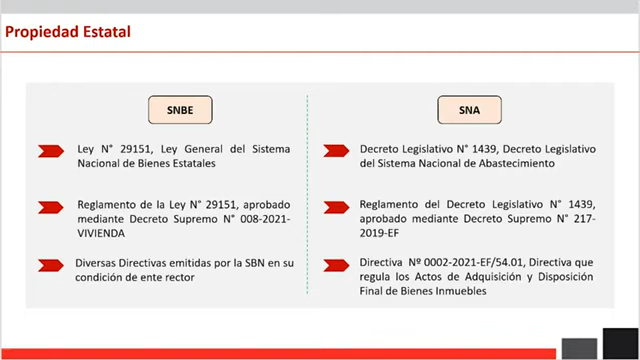 Propiedad Estatal
SNBE
Ley N° 29151, Ley General del Sistema
Nacional de Bienes Estatales
Reglamento de la Ley N° 29151, aprobado
mediante Decreto Supremo N° 008-2021-
VIVIENDA
Diversas Directivas emitidas por la SBN en su
condición de ente rector
SNA
Decreto Legislativo N° 1439, Decreto Legislativo
del Sistema Nacional de Abastecimiento
Reglamento del Decreto Legislativo N° 1439,
aprobado mediante Decreto Supremo N° 217-
2019-EF
Directiva Nº 0002-2021-EF/54.01, Directiva que
regula los Actos de Adquisición y Disposición
Final de Bienes Inmuebles